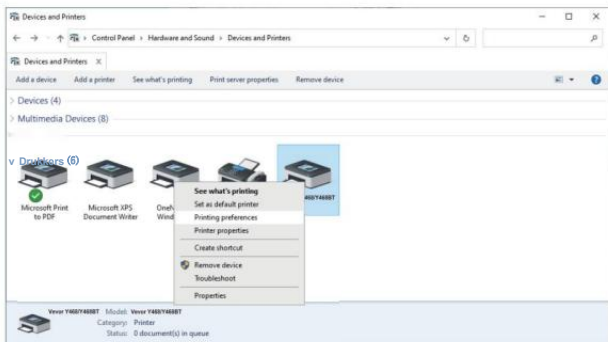 Devices and Printers
Control Panel > Hardware and Sound > Devices and Printers
Devices and Printers X
Add a device Add a printer See what's printing Print server properties Remove device
> Devices (4)
> Multimedia Devices (8)
v Drukkers (6)
Microsoft Print
to PDF
Microsoft XPS
Document Writer
See what's printing
Set as default printer
Printing preferences
Printer properties
Create shortcut
Remove device
Troubleshoot
Properties
Vevor Y468/Y468BT Model: Vevor Y468/Y468BT
Category: Printer
Status: 0 document(s) in queue